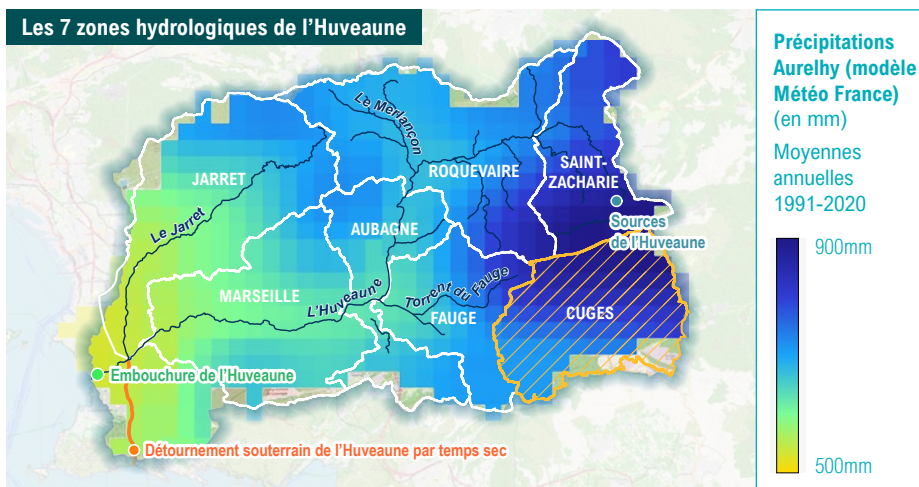 Les 7 zones hydrologiques de l’Huveaune
Le Merlançon
JARRET
ROQUEVAIRE
SAINT-
ZACHARIE
Le Jarret
AUBAGNE
Sources
de l’Huveaune
MARSEILLE
L’Huveaune
Torrent du Fauge
FAUGE
CUGES
Embouchure de l’Huveaune
Détournement souterrain de l’Huveaune par temps sec
Précipitations
Aurelhy (modèle
Météo France)
(en mm)
Moyennes
annuelles
1991-2020
900mm
500mm